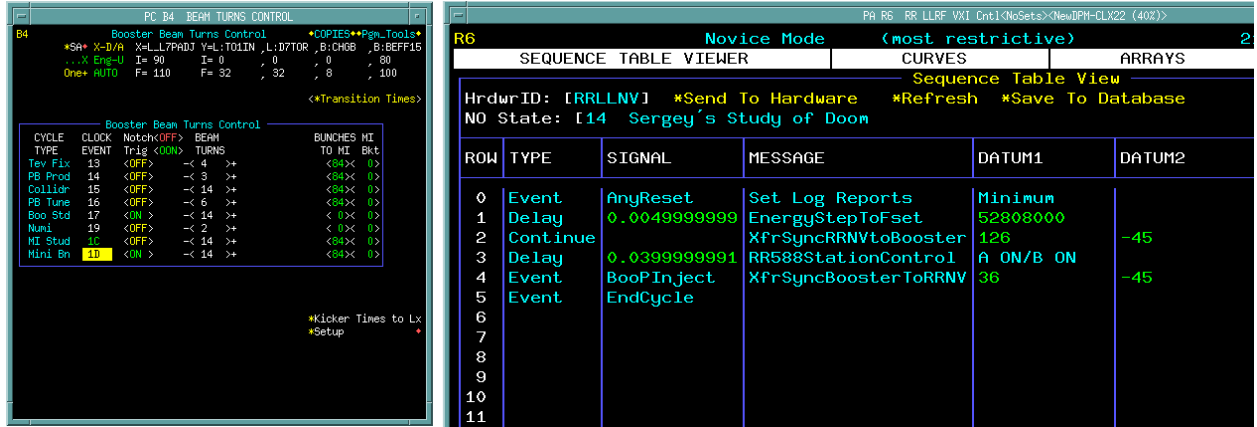 PC B4 BEAM TURNS CONTROL
B4 Booster Beam Turns Control ◆COPIES◆◆Pgm_Tools◆
*SA◆ X-D/A X=L_L7PADJ Y=L:TO1IN ,L:D7TOR ,B:CHG0 ,B:BEFF15
...X Eng-U I= 90 I= 0 , 0 , 0 , 80
One+ AUTO F= 110 F= 32 , 32 , 8 , 100
<*Transition Times>
Booster Beam Turns Control
CYCLE CLOCK Notch<OFF> BEAM BUNCHES MI
TYPE EVENT Trig <OON> TURNS TO MI Bkt
Tev Fix 13 <OFF> -< 4 >+ <84>< 0>
PB Prod 14 <OFF> -< 3 >+ <84>< 0>
Collidr 15 <OFF> -< 14 >+ <84>< 0>
PB Tune 16 <OFF> -< 6 >+ <84>< 0>
Boo Std 17 <ON > -< 14 >+ < 0>< 0>
Numi 19 <OFF> -< 2 >+ < 0>< 0>
MI Stud 1C <OFF> -< 14 >+ <84>< 0>
Mini Bn 1D <ON > -< 14 >+ <84>< 0>
*Kicker Times to Lx
*Setup ◆
PA R6 RR LLRF VXI Cntl<NoSets><NewDPM-CLX22 (40%)>
R6 Novice Mode (most restrictive)
SEQUENCE TABLE VIEWER CURVES ARRAYS
Sequence Table View
HrdwrID: [RRLLNV] *Send To Hardware *Refresh *Save To Database
NO State: [14 Sergey's Study of Doom
ROW TYPE SIGNAL MESSAGE DATUM1 DATUM2
0 Event AnyReset Set Log Reports Minimum
1 Delay 0.0049999999 EnergyStepToFset 52808000
2 Continue XfrSyncRRNVtoBooster 126 -45
3 Delay 0.0399999991 RR588StationControl A ON/B ON
4 Event BooPInject XfrSyncBoosterToRRNV 36 -45
5 Event EndCycle
6
7
8
9
10
11